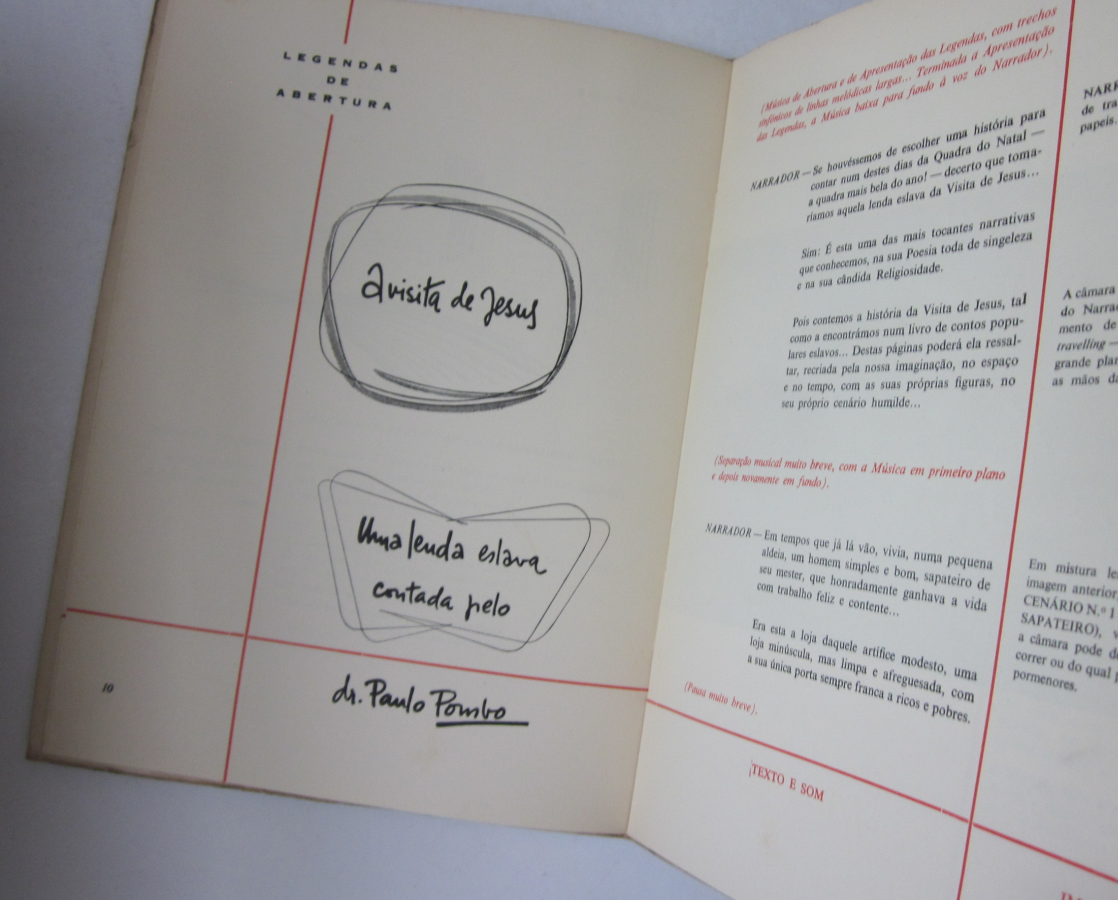 LEGENDAS
DE
ABERTURA
A visita de Jesus
Uma lenda eslava
contada pelo
dr. Paulo Pombo
10
(Música de Abertura e de Apresentação das Legendas, com trechos
sinfónicos de linhas melódicas largas... Terminada a Apresentação
das Legendas, a Música baixa para fundo à voz do Narrador).
NARRADOR — Se houvéssemos de escolher uma história para
contar num destes dias da Quadra do Natal —
a quadra mais bela do ano! — decerto que toma-
ríamos aquela lenda eslava da Visita de Jesus...
Sim: É esta uma das mais tocantes narrativas
que conhecemos, na sua Poesia toda de singeleza
e na sua cândida Religiosidade.
Pois contemos a história da Visita de Jesus, tal
como a encontrámos num livro de contos popu-
lares eslavos... Destas páginas poderá ela ressal-
tar, recriada pela nossa imaginação, no espaço
e no tempo, com as suas próprias figuras, no
seu próprio cenário humilde...
(Separação musical muito breve, com a Música em primeiro plano
e depois novamente em fundo).
NARRADOR — Em tempos que já lá vão, vivia, numa pequena
aldeia, um homem simples e bom, sapateiro de
seu mester, que honradamente ganhava a vida
com trabalho feliz e contente...
Era esta a loja daquele artífice modesto, uma
loja minúscula, mas limpa e afreguesada, com
a sua única porta sempre franca a ricos e pobres.
(Pausa muito breve).
TEXTO E SOM
NARR
de tra
papeis.
A câmara
do Narra
mento de
travelling —
grande plan
as mãos da
Em mistura le
imagem anterior
CENÁRIO N.º 1
SAPATEIRO), v
a câmara pode d
correr ou do qual p
pormenores.